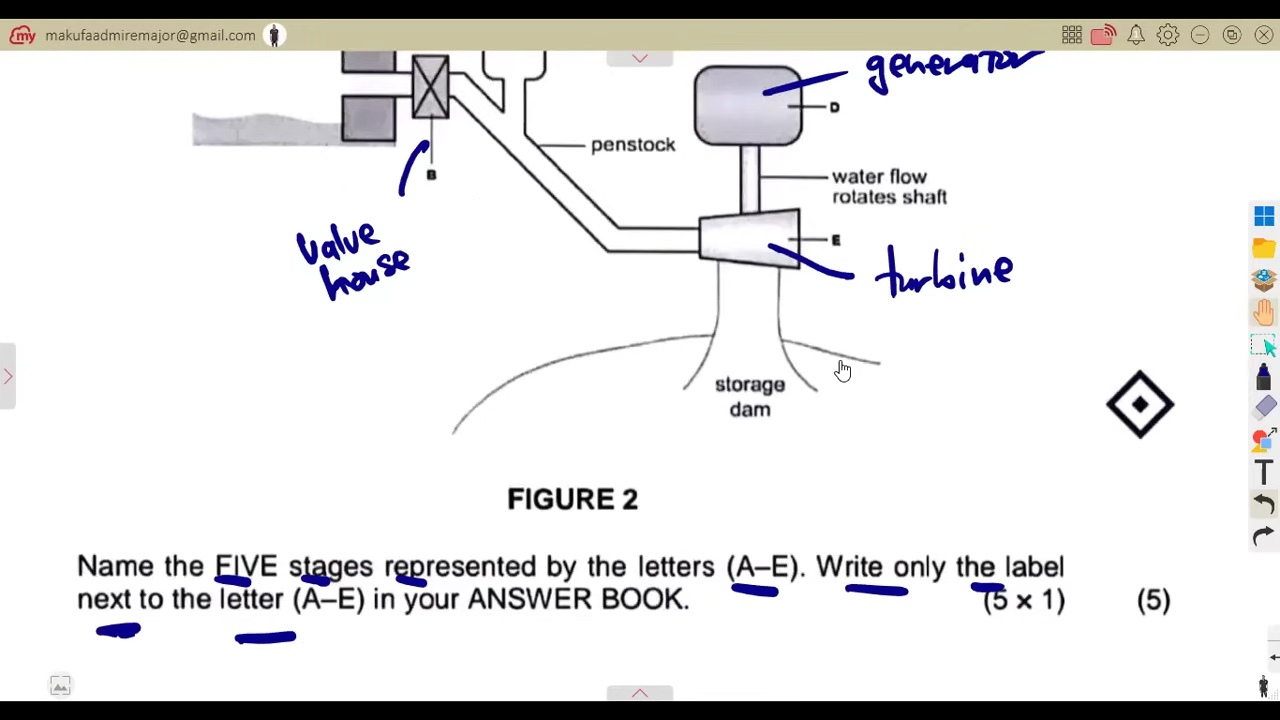 my makufaadmiremajor@gmail.com
generator
D
penstock
water flow
rotates shaft
B
valve
house
E
turbine
storage
dam
FIGURE 2
Name the FIVE stages represented by the letters (A–E). Write only the label
next to the letter (A–E) in your ANSWER BOOK. (5 x 1) (5)
T